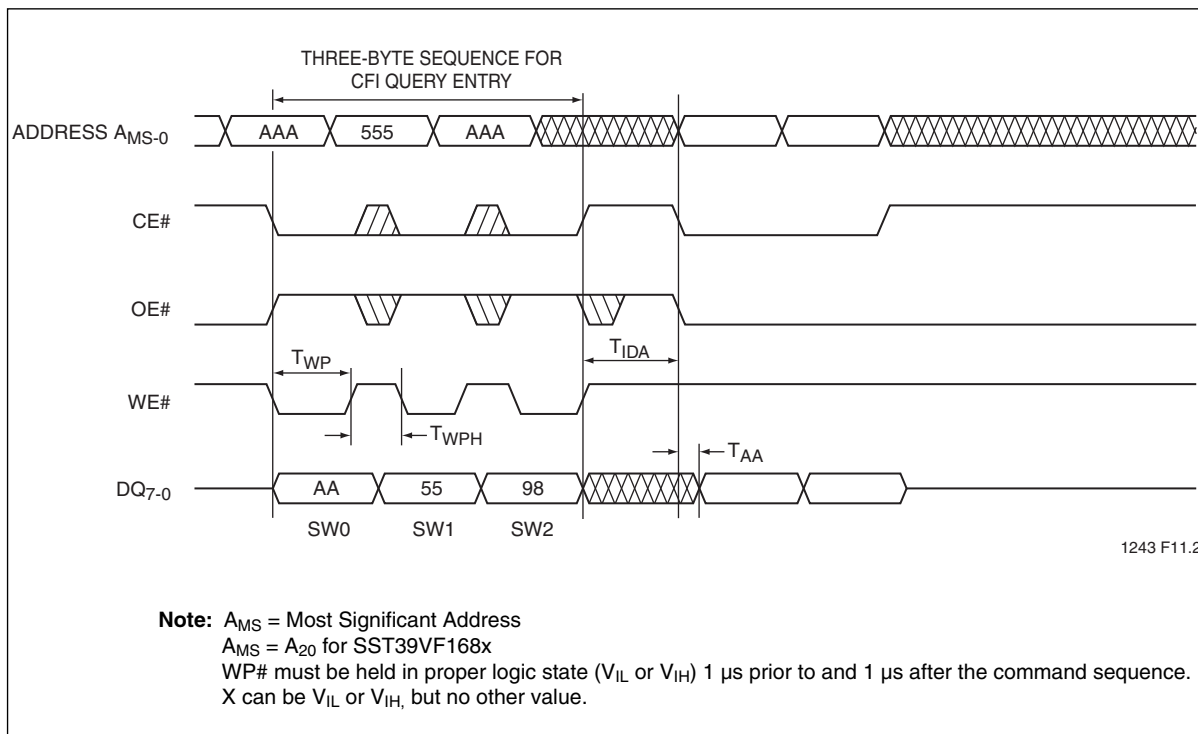 THREE-BYTE SEQUENCE FOR
CFI QUERY ENTRY
ADDRESS AMS-0
AAA 555 AAA
CE#
OE#
TWP
TIDA
WE#
TWPH
TAA
DQ7-0
AA 55 98
SW0 SW1 SW2
1243 F11.2
Note: AMS = Most Significant Address
AMS = A20 for SST39VF168x
WP# must be held in proper logic state (VIL or VIH) 1 µs prior to and 1 µs after the command sequence.
X can be VIL or VIH, but no other value.